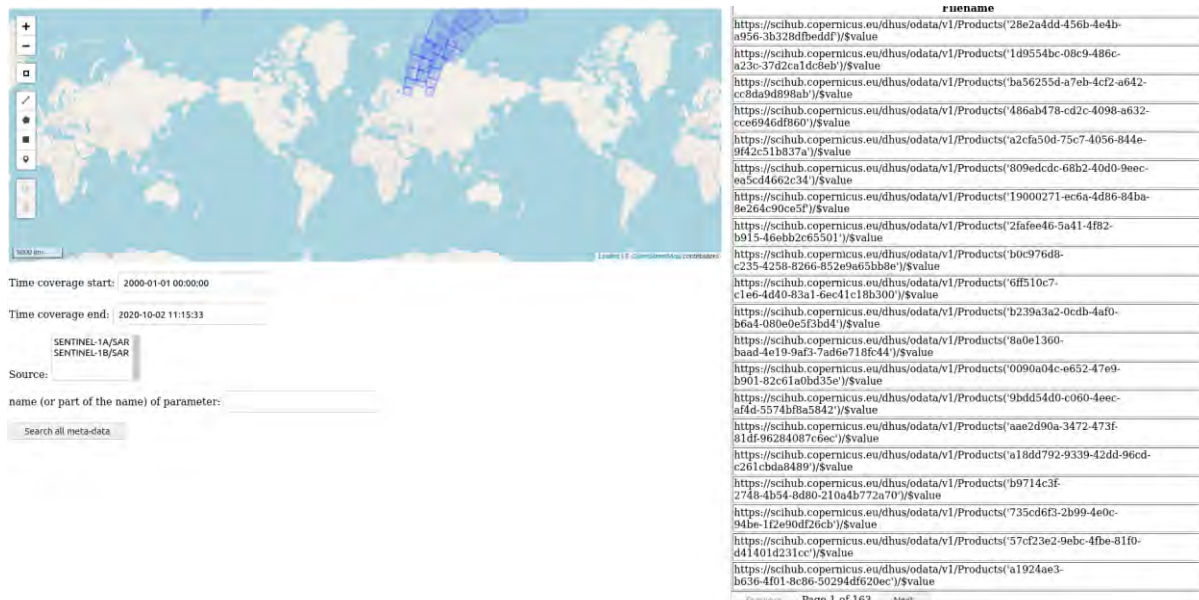 +
−
5000 km
Leaflet | © OpenStreetMap contributors
Time coverage start: 2000-01-01 00:00:00
Time coverage end: 2020-10-02 11:15:33
SENTINEL-1A/SAR
SENTINEL-1B/SAR
Source:
name (or part of the name) of parameter:
Search all meta-data
Filename
https://scihub.copernicus.eu/dhus/odata/v1/Products('28e2a4dd-456b-4e4b-
a956-3b328dfbeddf')/$value
https://scihub.copernicus.eu/dhus/odata/v1/Products('1d9554bc-08c9-486c-
a23c-37d2ca1dc8eb')/$value
https://scihub.copernicus.eu/dhus/odata/v1/Products('ba56255d-a7eb-4cf2-a642-
cc8da9d898ab')/$value
https://scihub.copernicus.eu/dhus/odata/v1/Products('486ab478-cd2c-4098-a632-
cce6946df860')/$value
https://scihub.copernicus.eu/dhus/odata/v1/Products('a2cfa50d-75c7-4056-844e-
9f42c51b837a')/$value
https://scihub.copernicus.eu/dhus/odata/v1/Products('809edcdc-68b2-40d0-9eec-
ea5cd4662c34')/$value
https://scihub.copernicus.eu/dhus/odata/v1/Products('19000271-ec6a-4d86-84ba-
8e264c90ce5f')/$value
https://scihub.copernicus.eu/dhus/odata/v1/Products('2fafee46-5a41-4f82-
b915-46ebb2c65501')/$value
https://scihub.copernicus.eu/dhus/odata/v1/Products('b0c976d8-
c235-4258-8266-852e9a65bb8e')/$value
https://scihub.copernicus.eu/dhus/odata/v1/Products('6ff510c7-
c1e6-4d40-83a1-6ec41c18b300')/$value
https://scihub.copernicus.eu/dhus/odata/v1/Products('b239a3a2-0cdb-4af0-
b6a4-080e0e5f3bd4')/$value
https://scihub.copernicus.eu/dhus/odata/v1/Products('8a0e1360-
baad-4e19-9af3-7ad6e718fc44')/$value
https://scihub.copernicus.eu/dhus/odata/v1/Products('0090a04c-e652-47e9-
b901-82c61a0bd35e')/$value
https://scihub.copernicus.eu/dhus/odata/v1/Products('9bdd54d0-c060-4eec-
af4d-5574bf8a5842')/$value
https://scihub.copernicus.eu/dhus/odata/v1/Products('aae2d90a-3472-473f-
81df-96284087c6ec')/$value
https://scihub.copernicus.eu/dhus/odata/v1/Products('a18dd792-9339-42dd-96cd-
c261cbda8489')/$value
https://scihub.copernicus.eu/dhus/odata/v1/Products('b9714c3f-
2748-4b54-8d80-210a4b772a70')/$value
https://scihub.copernicus.eu/dhus/odata/v1/Products('735cd6f3-2b99-4e0c-
94be-1f2e90df26cb')/$value
https://scihub.copernicus.eu/dhus/odata/v1/Products('57cf23e2-9ebc-4fbe-81f0-
d41401d231cc')/$value
https://scihub.copernicus.eu/dhus/odata/v1/Products('a1924ae3-
b636-4f01-8c86-50294df620ec')/$value
Previous Page 1 of 163 Next